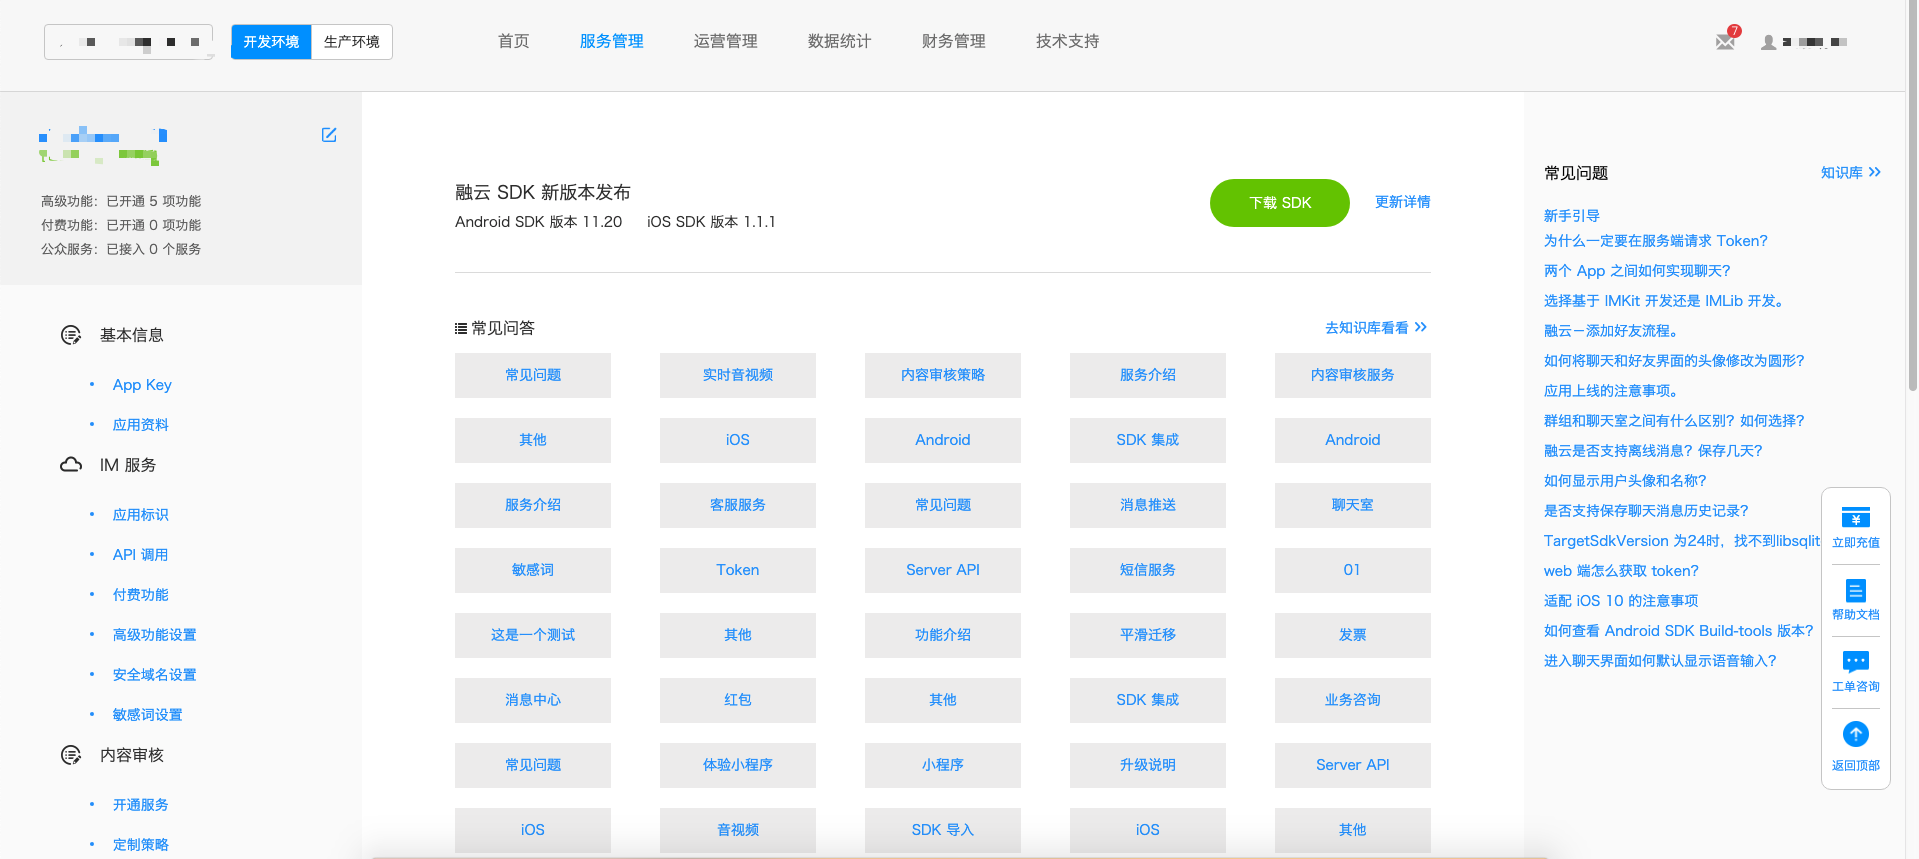 开发环境 生产环境 首页 服务管理 运营管理 数据统计 财务管理 技术支持 7
高级功能：已开通 5 项功能
付费功能：已开通 0 项功能
公众服务：已接入 0 个服务
基本信息
App Key
应用资料
IM 服务
应用标识
API 调用
付费功能
高级功能设置
安全域名设置
敏感词设置
内容审核
开通服务
定制策略
融云 SDK 新版本发布
Android SDK 版本 11.20 iOS SDK 版本 1.1.1
下载 SDK 更新详情
常见问答 去知识库看看
常见问题 实时音视频 内容审核策略 服务介绍 内容审核服务
其他 iOS Android SDK 集成 Android
服务介绍 客服服务 常见问题 消息推送 聊天室
敏感词 Token Server API 短信服务 01
这是一个测试 其他 功能介绍 平滑迁移 发票
消息中心 红包 其他 SDK 集成 业务咨询
常见问题 体验小程序 小程序 升级说明 Server API
iOS 音视频 SDK 导入 iOS 其他
常见问题 知识库
新手引导
为什么一定要在服务端请求 Token？
两个 App 之间如何实现聊天？
选择基于 IMKit 开发还是 IMLib 开发。
融云－添加好友流程。
如何将聊天和好友界面的头像修改为圆形？
应用上线的注意事项。
群组和聊天室之间有什么区别？如何选择？
融云是否支持离线消息？保存几天？
如何显示用户头像和名称？
是否支持保存聊天消息历史记录？
TargetSdkVersion 为24时，找不到libsqlit
web 端怎么获取 token？
适配 iOS 10 的注意事项
如何查看 Android SDK Build-tools 版本？
进入聊天界面如何默认显示语音输入？
立即充值
帮助文档
工单咨询
返回顶部